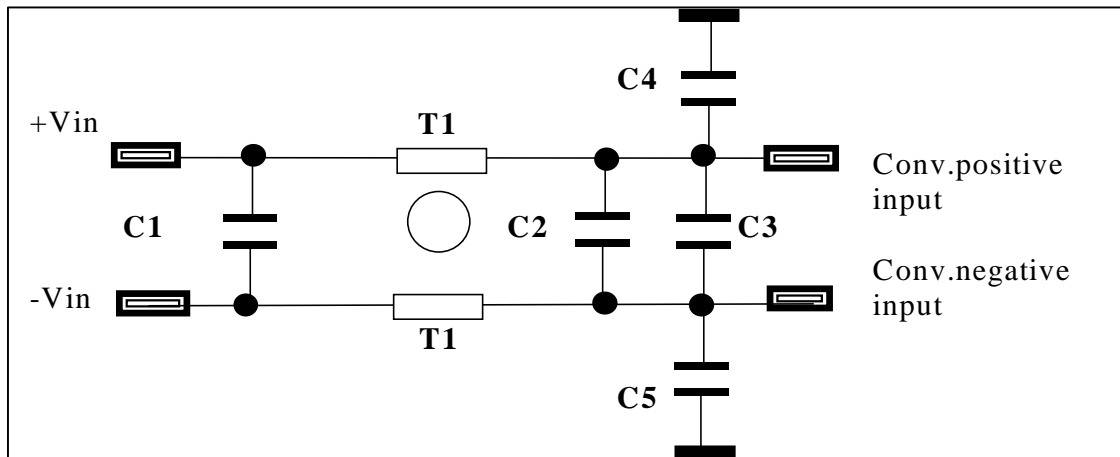 C4
+Vin
T1
Conv.positive
input
C1
C2
C3
Conv.negative
input
-Vin
T1
C5